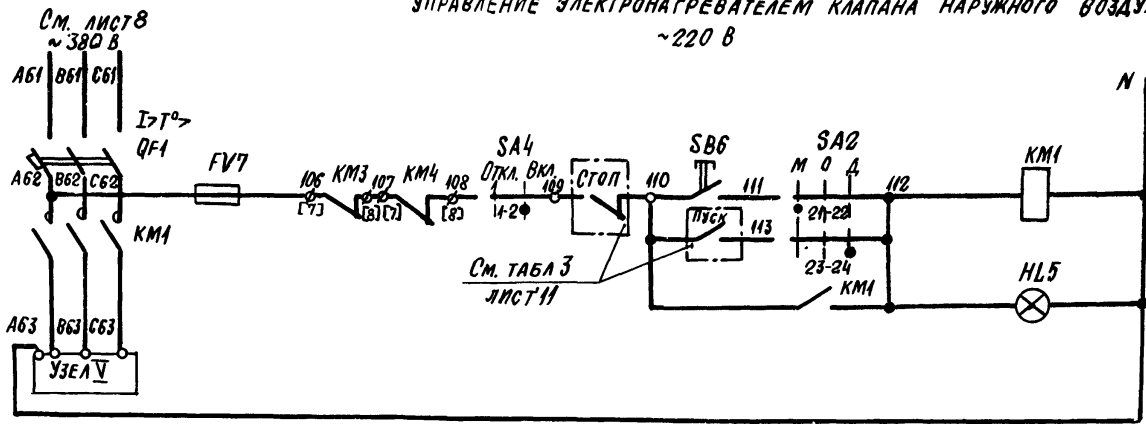 УПРАВЛЕНИЕ ЭЛЕКТРОНАГРЕВАТЕЛЕМ КЛАПАНА НАРУЖНОГО
~220 В
См. ЛИСТ 8
~ 380 В
А61 В61 С61
N
I> T°>
QF1
FV7
А62 В62 С62
106 КМ3 107 КМ4 108
[7] [8] [7] [8]
SA4
ОТКЛ. ВКЛ.
1-2
109
СТОП
110
SB6
111
SA2
М О Д
21-22
112
КМ1
ПУСК
113
23-24
КМ1
КМ1
См. ТАБЛ 3
ЛИСТ 11
HL5
А63 В63 С63
УЗЕЛ V